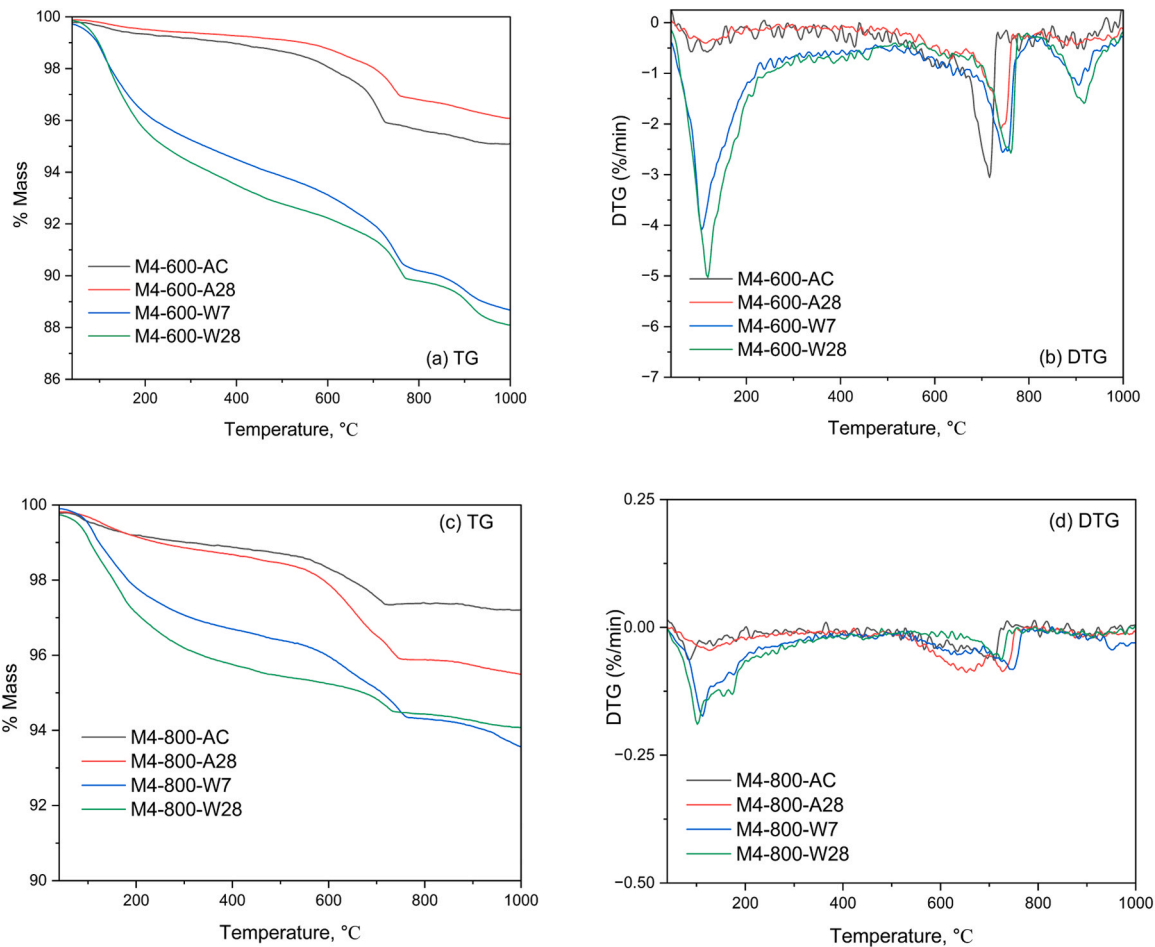 100
98
96
94
92
90
88
86
% Mass
M4-600-AC
M4-600-A28
M4-600-W7
M4-600-W28
(a) TG
200 400 600 800 1000
Temperature, °C
0
−1
−2
−3
−4
−5
−6
−7
DTG (%/min)
M4-600-AC
M4-600-A28
M4-600-W7
M4-600-W28
(b) DTG
200 400 600 800 1000
Temperature, °C
100
98
96
94
92
90
% Mass
(c) TG
M4-800-AC
M4-800-A28
M4-800-W7
M4-800-W28
200 400 600 800 1000
Temperature, °C
0.25
0.00
−0.25
−0.50
DTG (%/min)
(d) DTG
M4-800-AC
M4-800-A28
M4-800-W7
M4-800-W28
200 400 600 800 1000
Temperature, °C